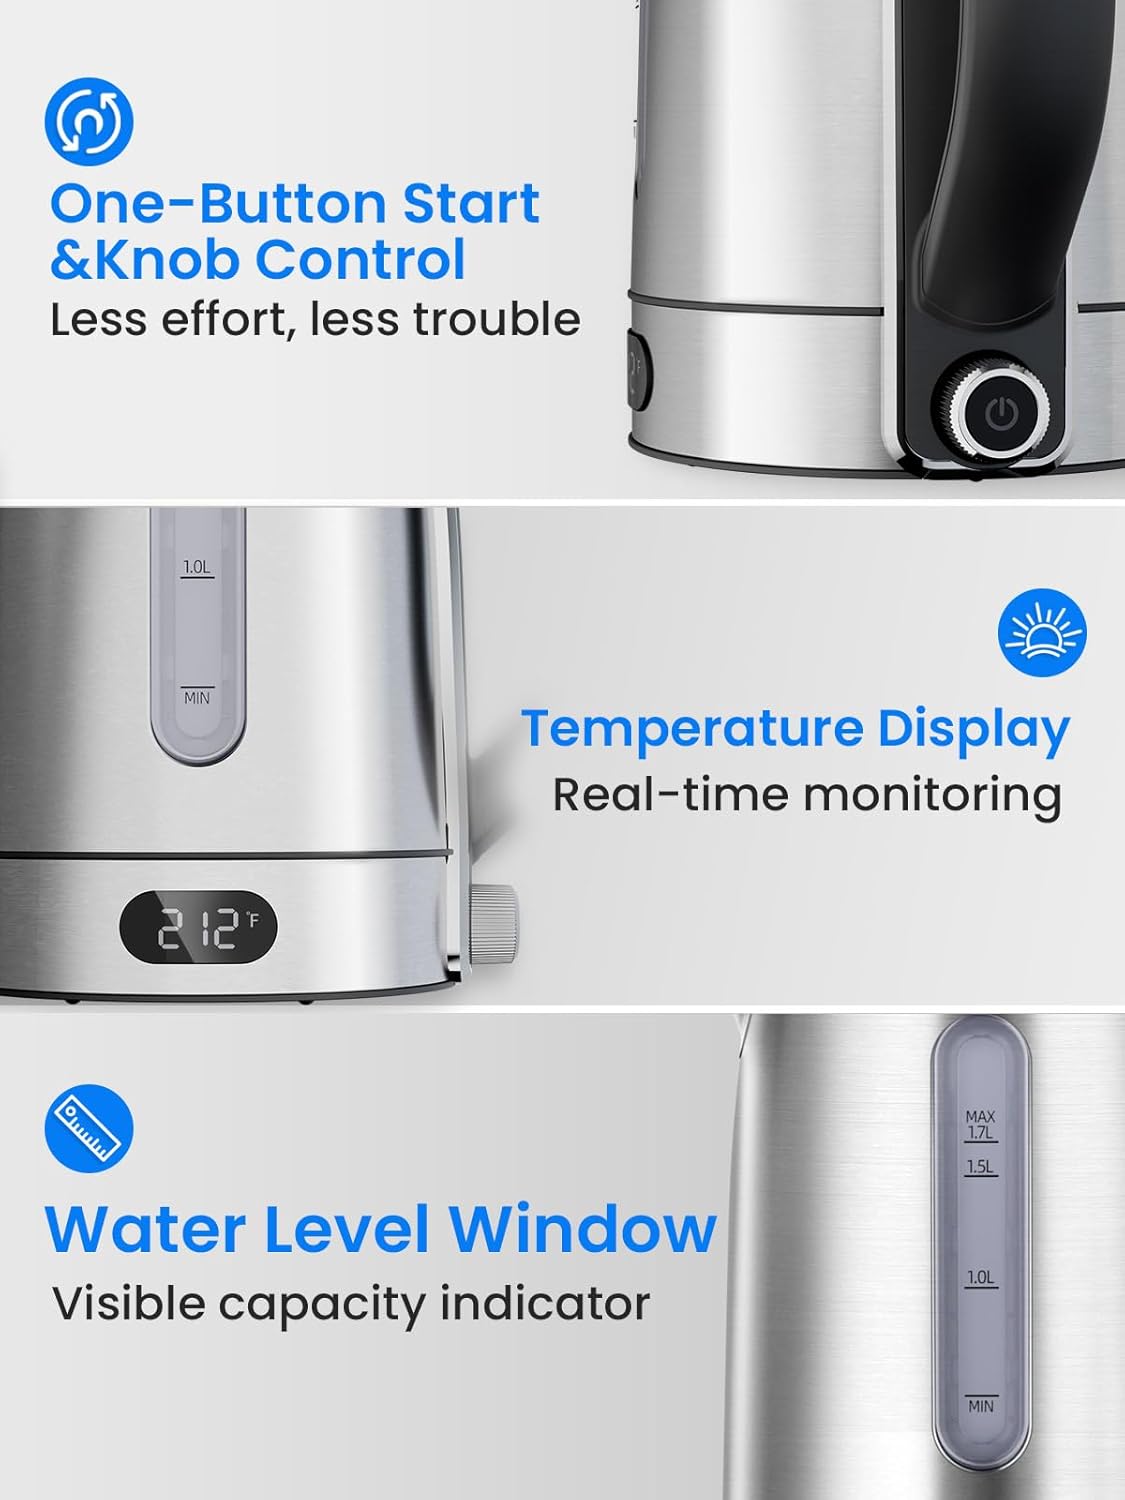 One-Button Start
&Knob Control
Less effort, less trouble
1.0L
MIN
Temperature Display
Real-time monitoring
212°F
Water Level Window
Visible capacity indicator
MAX
1.7L
1.5L
1.0L
MIN